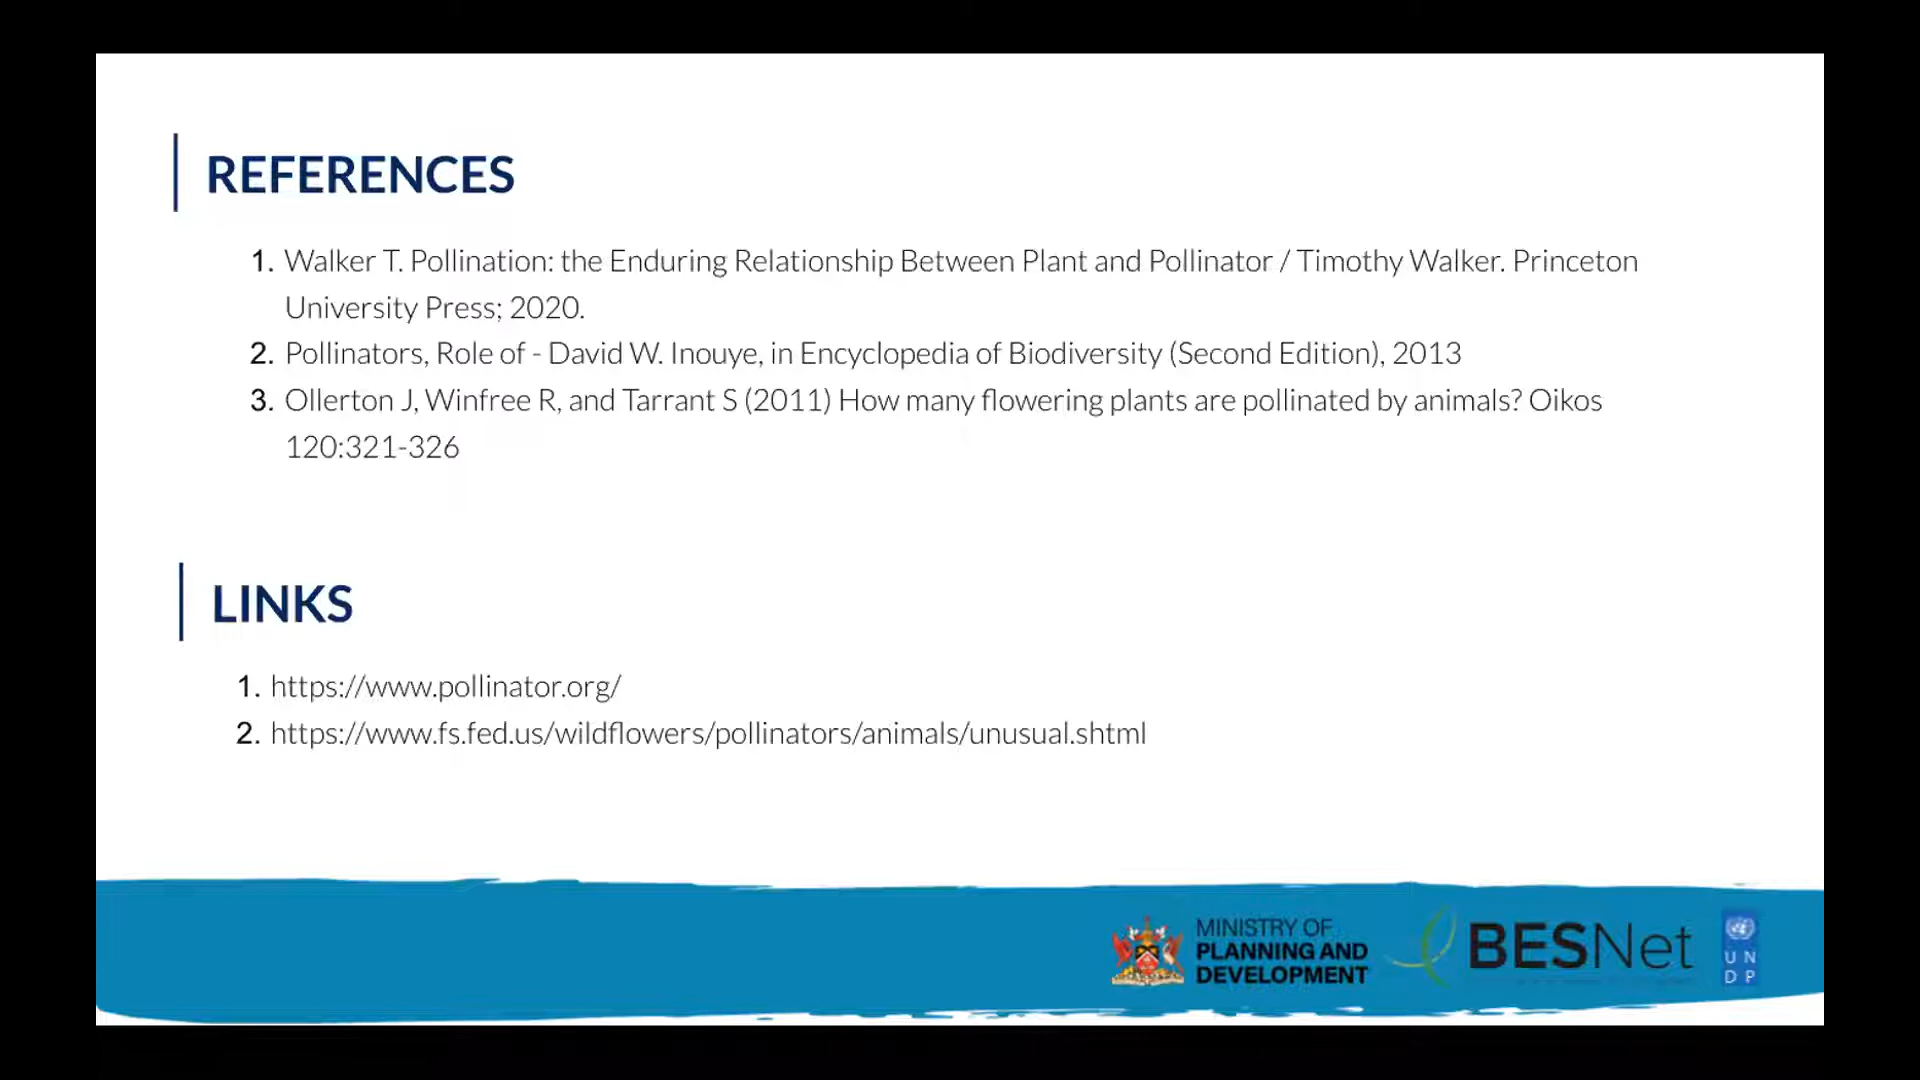 REFERENCES
1. Walker T. Pollination: the Enduring Relationship Between Plant and Pollinator / Timothy Walker. Princeton
University Press; 2020.
2. Pollinators, Role of - David W. Inouye, in Encyclopedia of Biodiversity (Second Edition), 2013
3. Ollerton J, Winfree R, and Tarrant S (2011) How many flowering plants are pollinated by animals? Oikos
120:321-326
LINKS
1. https://www.pollinator.org/
2. https://www.fs.fed.us/wildflowers/pollinators/animals/unusual.shtml
MINISTRY OF
PLANNING AND
DEVELOPMENT
BESNet
U N
D P